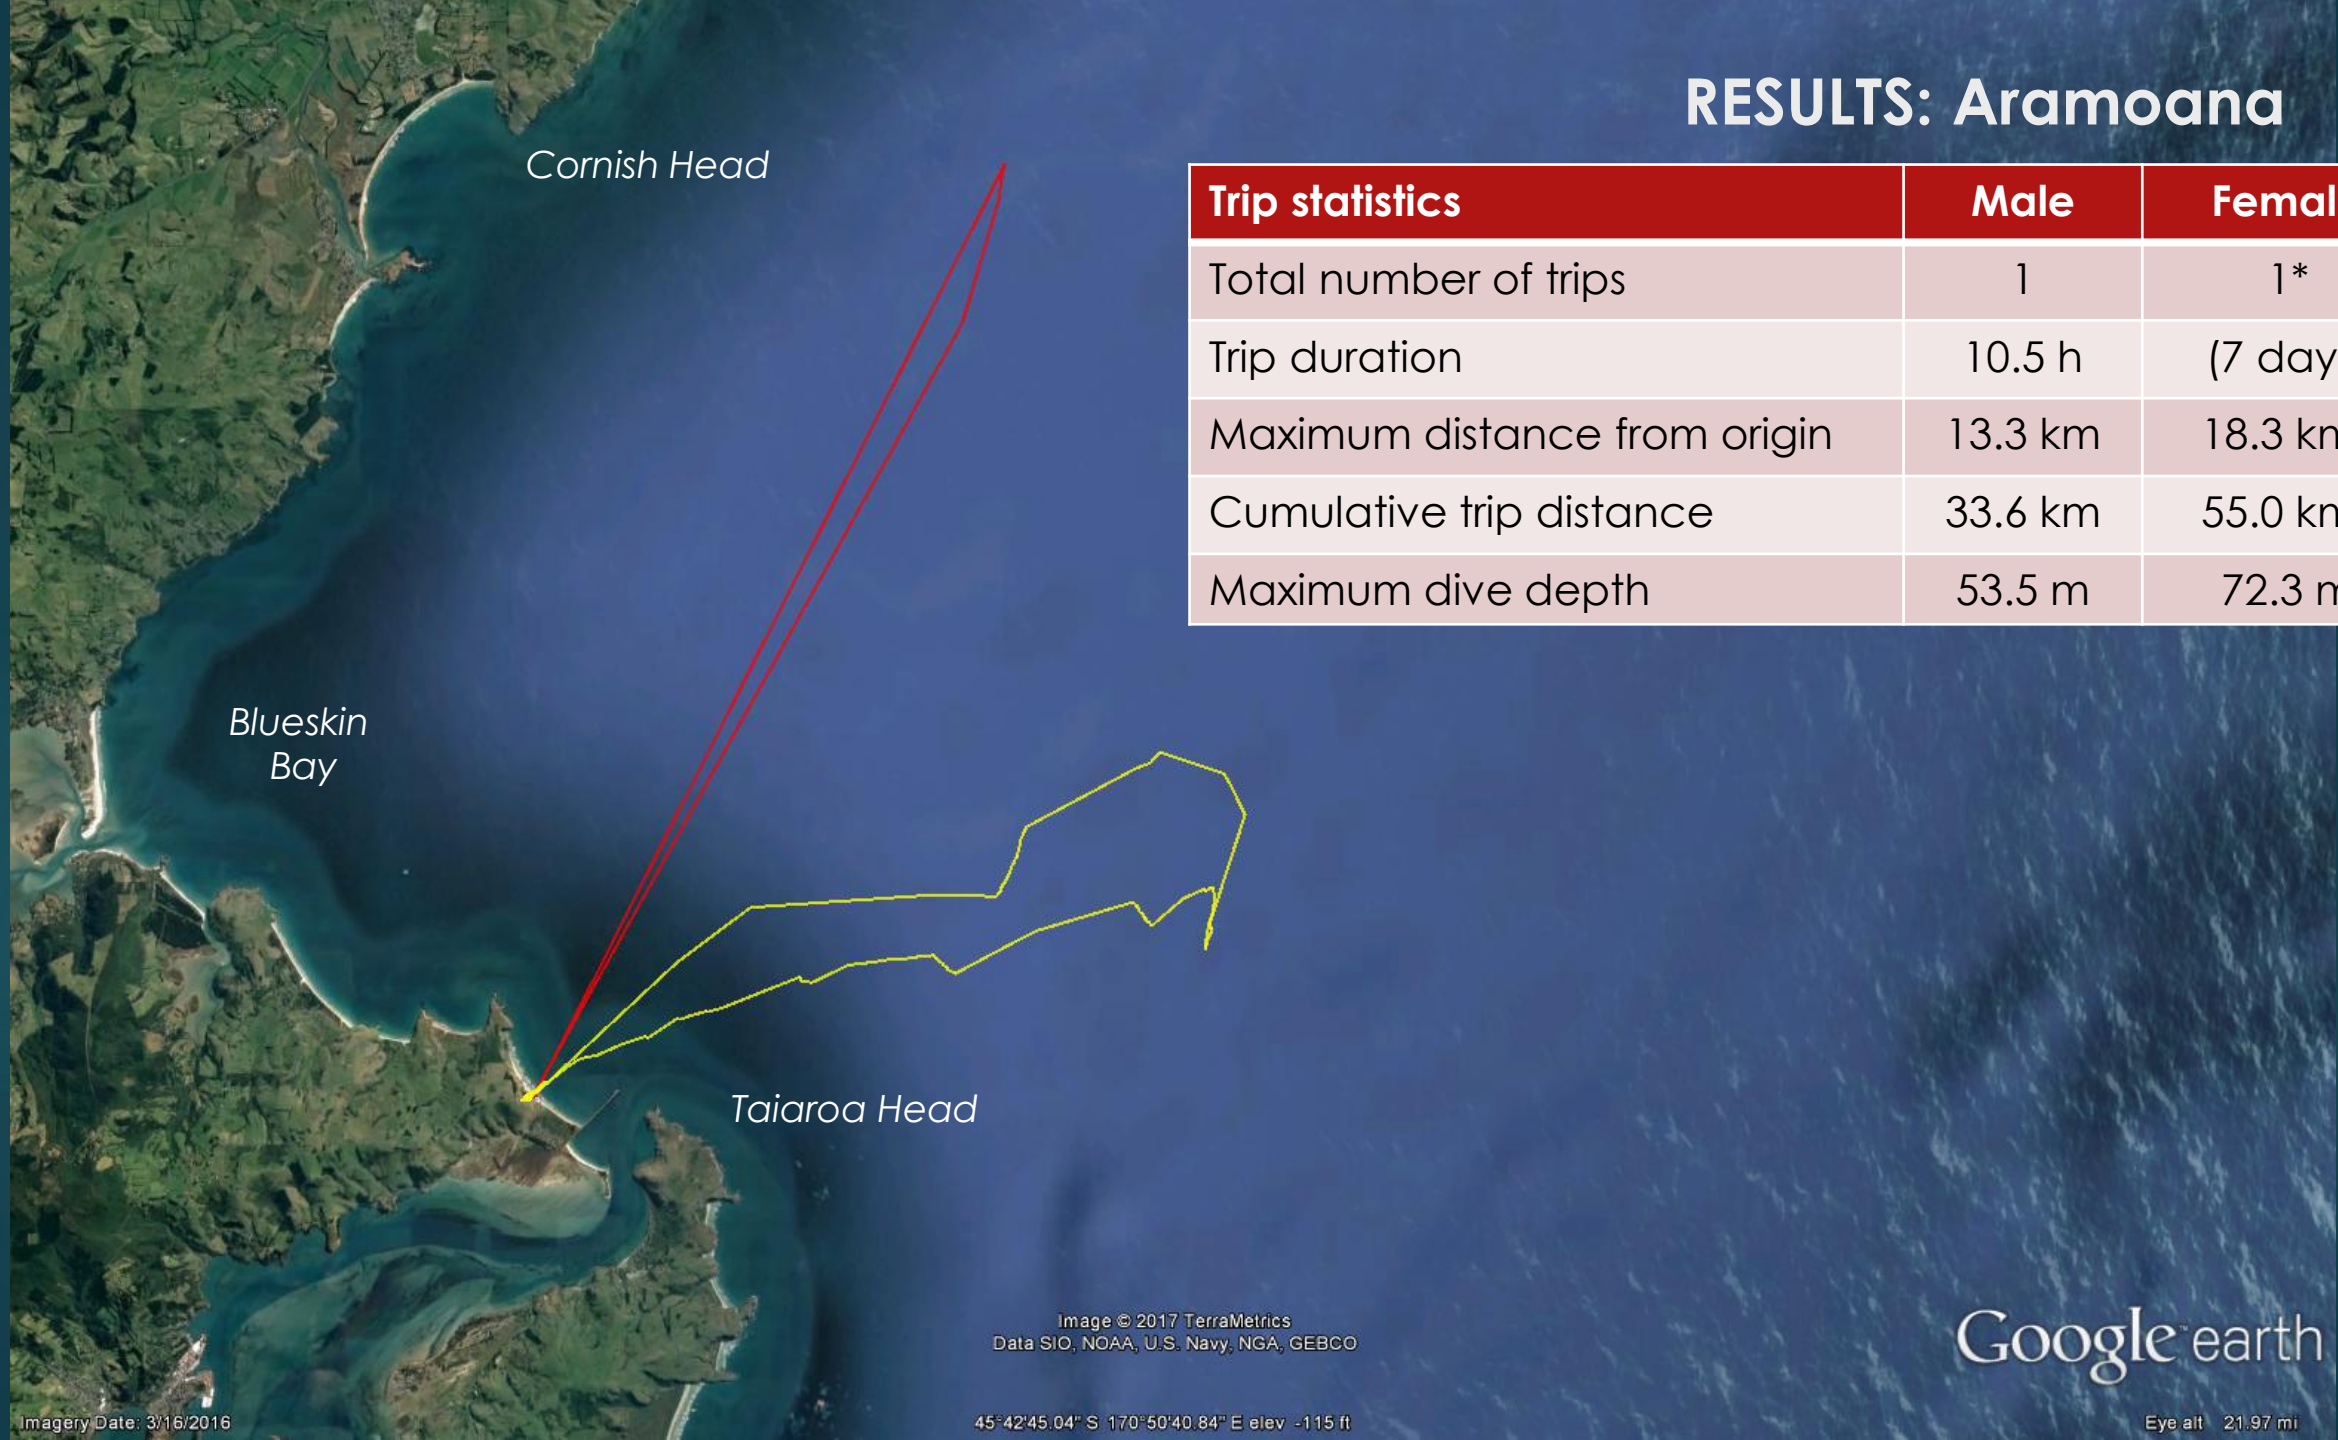 RESULTS: Aramoana
Cornish Head
Trip statistics Male Femal
Total number of trips 1 1*
Trip duration 10.5 h (7 day
Maximum distance from origin 13.3 km 18.3 km
Cumulative trip distance 33.6 km 55.0 km
Maximum dive depth 53.5 m 72.3 m
Blueskin
Bay
Taiaroa Head
Image © 2017 TerraMetrics
Data SIO, NOAA, U.S. Navy, NGA, GEBCO
Google earth
Imagery Date: 3/16/2016 45°42'45.04" S 170°50'40.84" E elev -115 ft Eye alt 21.97 mi